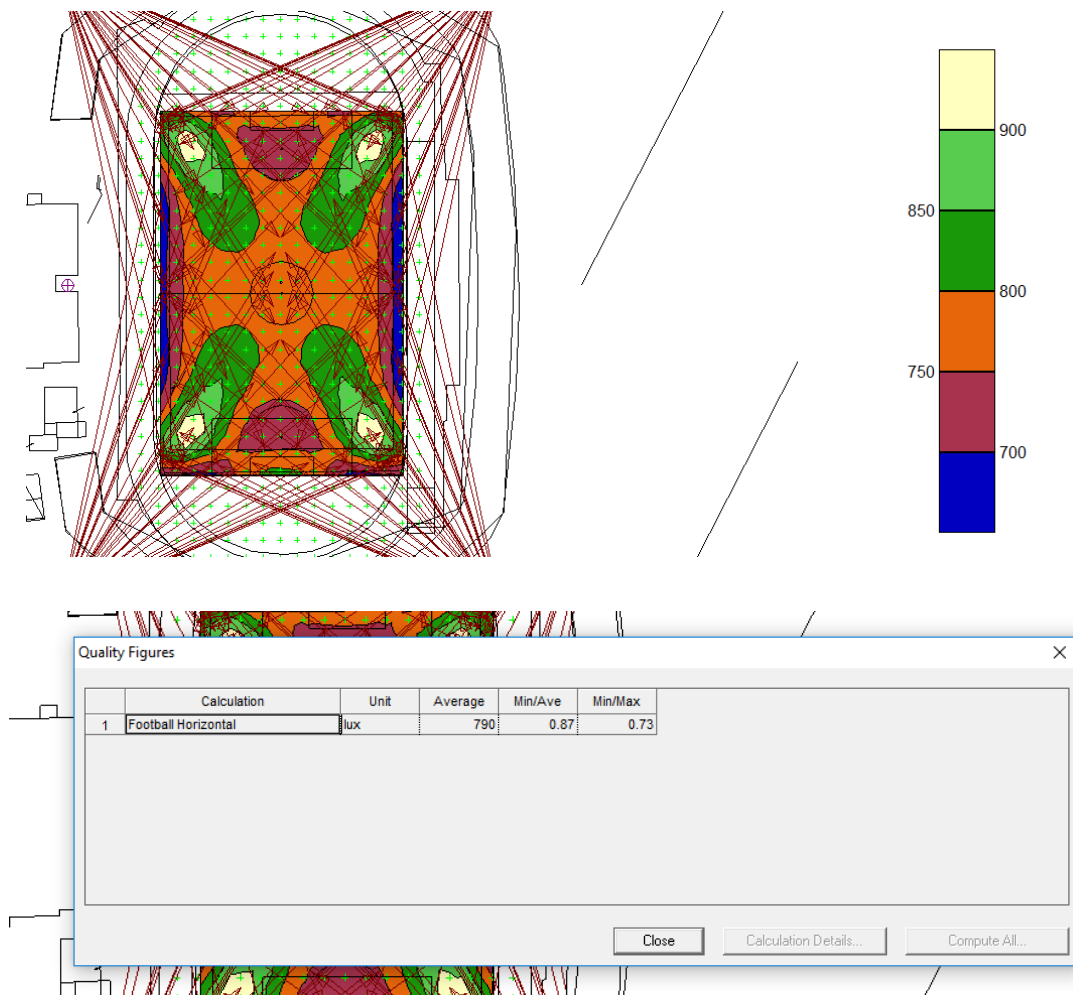 900
850
800
750
700
Quality Figures
Calculation Unit Average Min/Ave Min/Max
1 Football Horizontal lux 790 0.87 0.73
Close Calculation Details... Compute All...